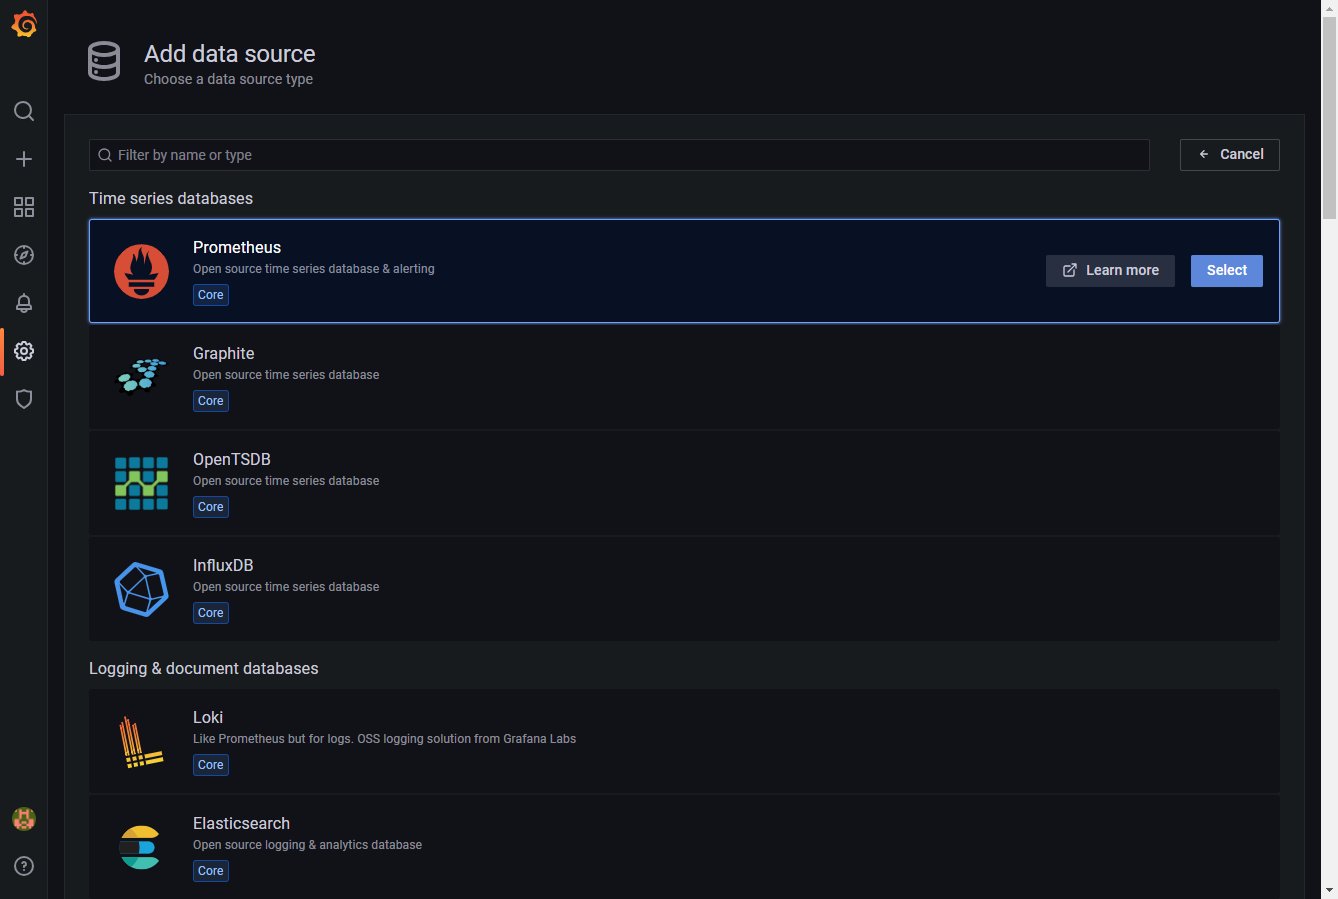 Add data source
Choose a data source type
Filter by name or type
Cancel
Time series databases
Prometheus
Open source time series database & alerting
Core
Learn more
Select
Graphite
Open source time series database
Core
OpenTSDB
Open source time series database
Core
InfluxDB
Open source time series database
Core
Logging & document databases
Loki
Like Prometheus but for logs. OSS logging solution from Grafana Labs
Core
Elasticsearch
Open source logging & analytics database
Core